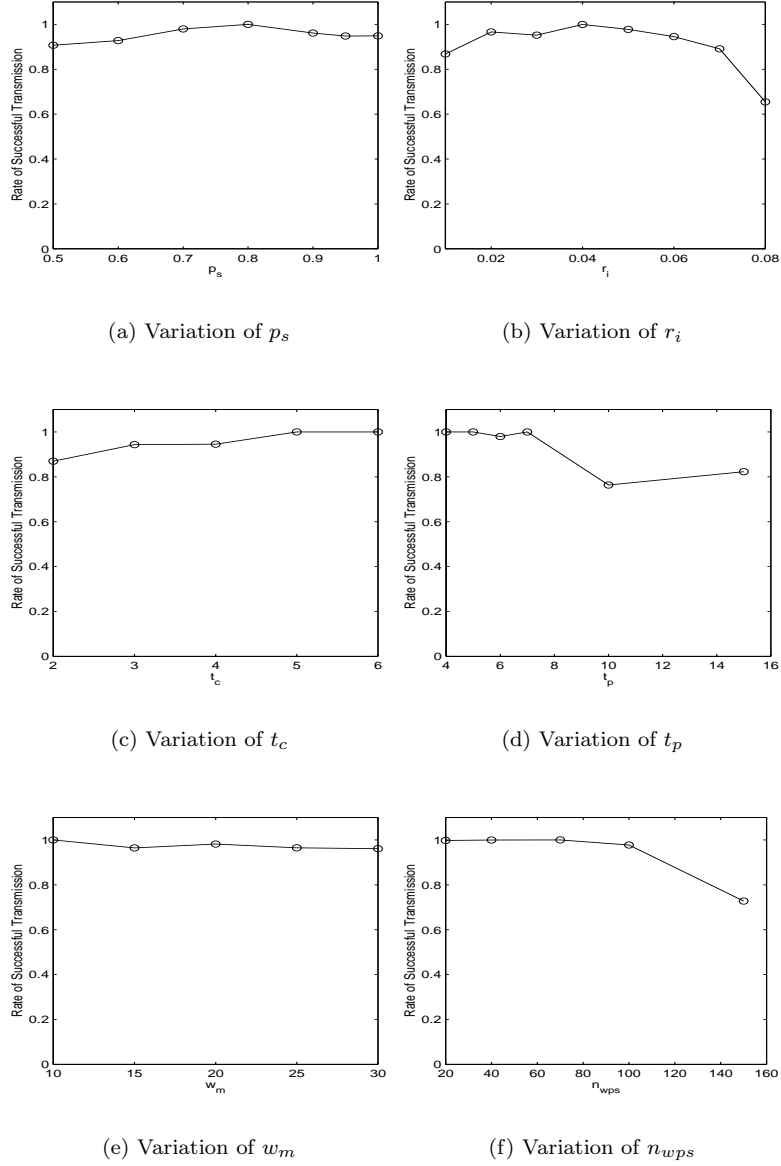 1
0.8
0.6
0.4
0.2
0
Rate of Successful Transmission
0.5 0.6 0.7 0.8 0.9 1
p_s
(a) Variation of p_s
1
0.8
0.6
0.4
0.2
0
Rate of Successful Transmission
0.02 0.04 0.06 0.08
r_i
(b) Variation of r_i
1
0.8
0.6
0.4
0.2
0
Rate of Successful Transmission
2 3 4 5 6
t_c
(c) Variation of t_c
1
0.8
0.6
0.4
0.2
0
Rate of Successful Transmission
4 6 8 10 12 14 16
t_p
(d) Variation of t_p
1
0.8
0.6
0.4
0.2
0
Rate of Successful Transmission
10 15 20 25 30
w_m
(e) Variation of w_m
1
0.8
0.6
0.4
0.2
0
Rate of Successful Transmission
20 40 60 80 100 120 140 160
n_wps
(f) Variation of n_wps